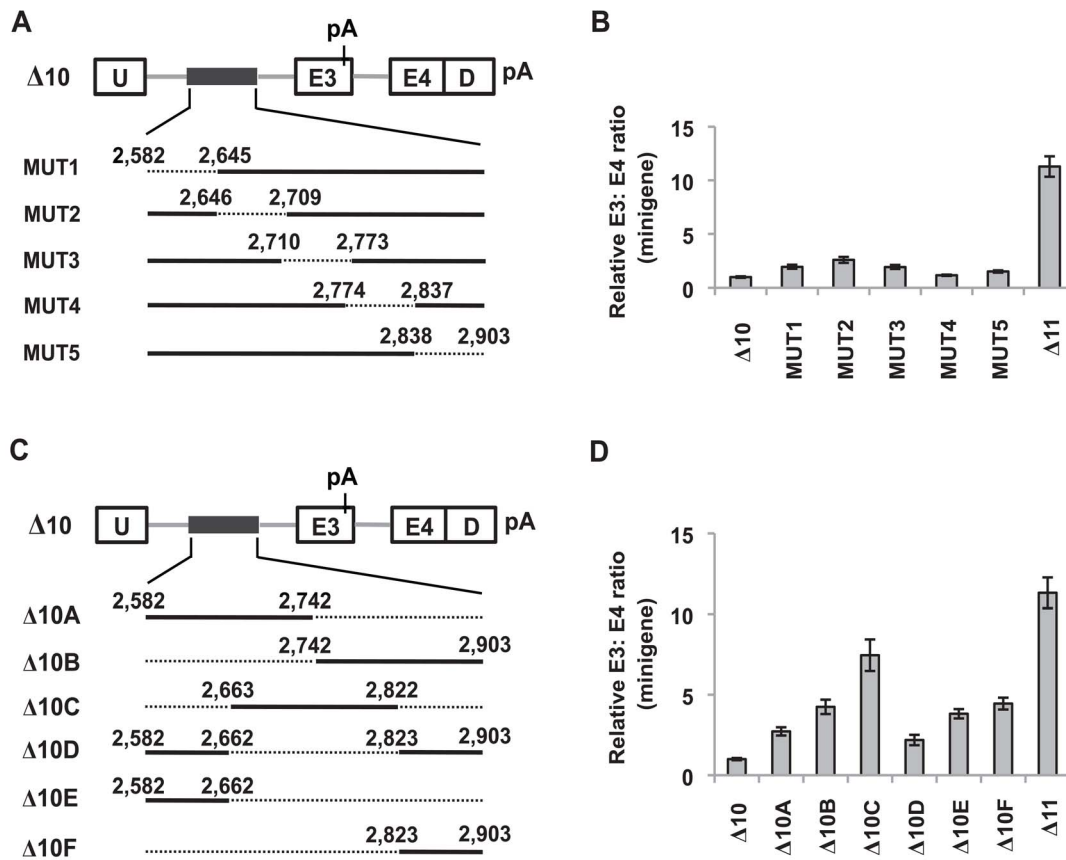 A
pA
Δ10 U E3 E4 D pA
2,582 2,645
MUT1
2,646 2,709
MUT2
2,710 2,773
MUT3
2,774 2,837
MUT4
2,838 2,903
MUT5
B
Relative E3: E4 ratio
(minigene)
15
10
5
0
Δ10 MUT1 MUT2 MUT3 MUT4 MUT5 Δ11
C
pA
Δ10 U E3 E4 D pA
2,582 2,742
Δ10A
2,742 2,903
Δ10B
2,663 2,822
Δ10C
2,582 2,662 2,823 2,903
Δ10D
2,582 2,662
Δ10E
2,823 2,903
Δ10F
D
Relative E3: E4 ratio
(minigene)
15
10
5
0
Δ10 Δ10A Δ10B Δ10C Δ10D Δ10E Δ10F Δ11